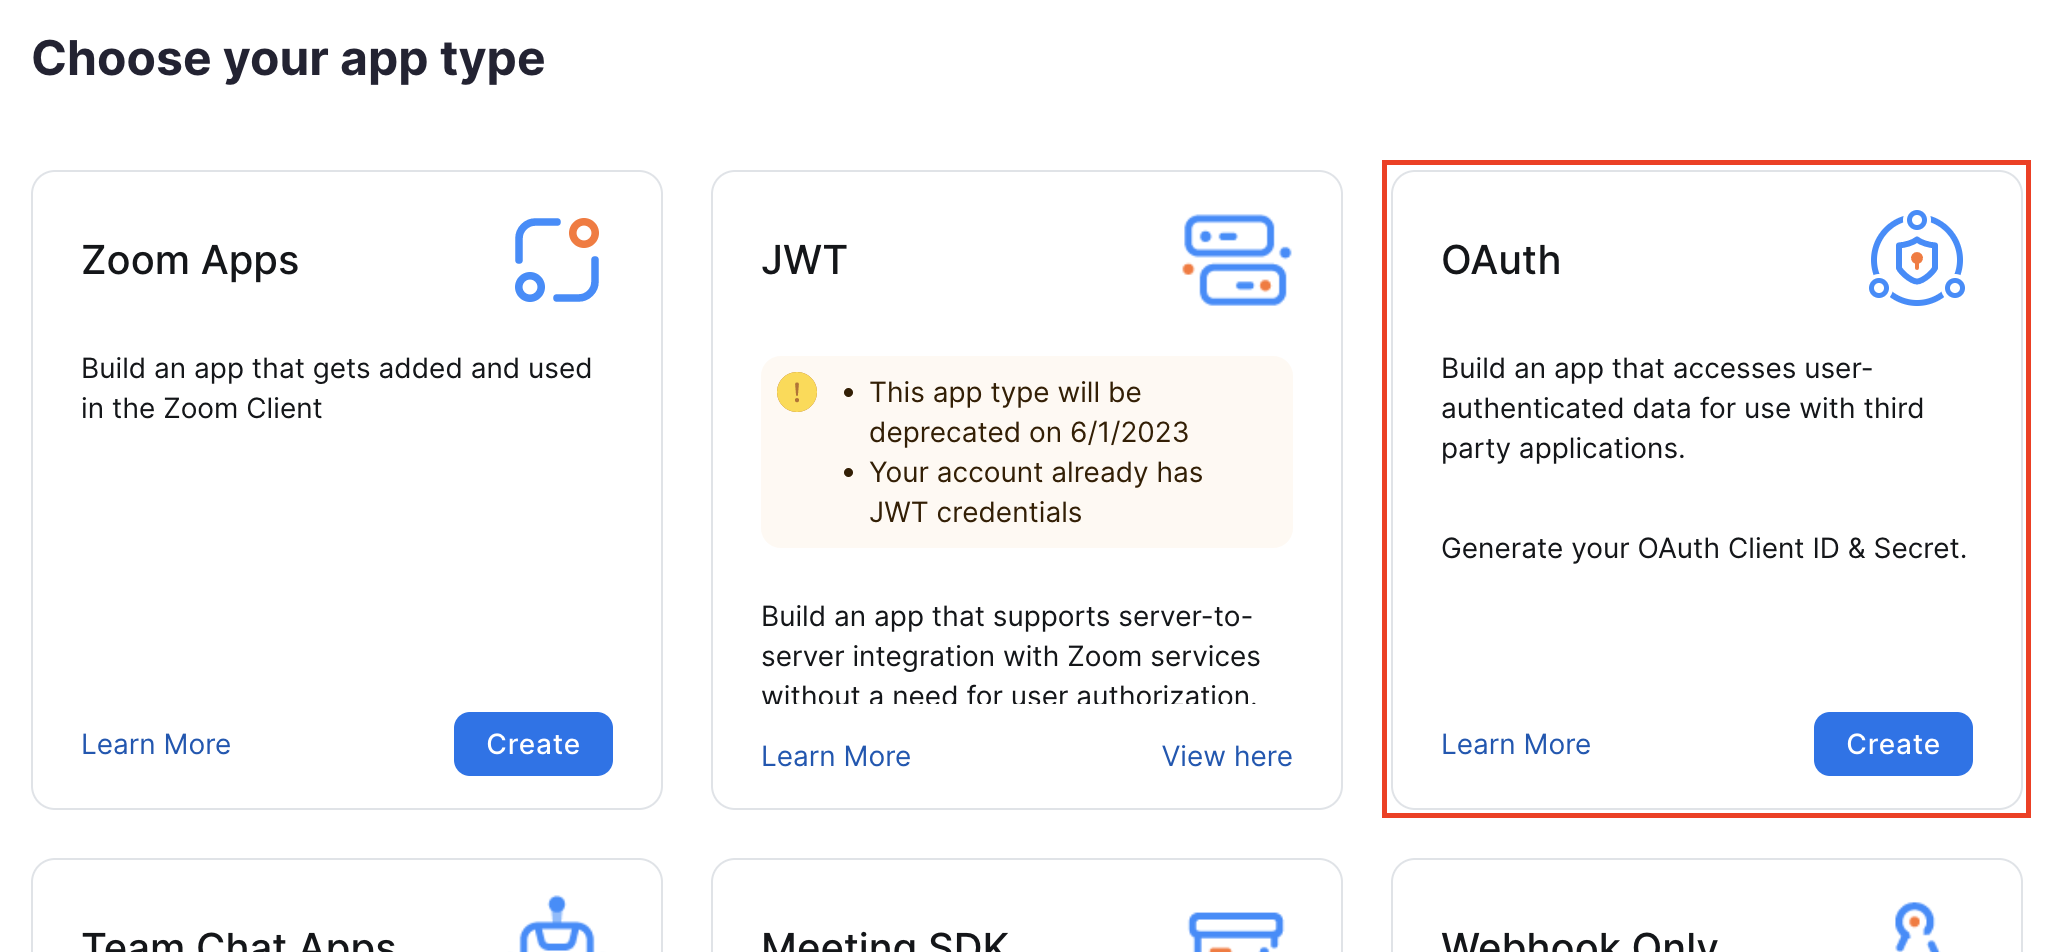 Choose your app type
Zoom Apps
Build an app that gets added and used
in the Zoom Client
Learn More
Create
JWT
!
• This app type will be
deprecated on 6/1/2023
• Your account already has
JWT credentials
Build an app that supports server-to-
server integration with Zoom services
without a need for user authorization.
Learn More
View here
OAuth
Build an app that accesses user-
authenticated data for use with third
party applications.
Generate your OAuth Client ID & Secret.
Learn More
Create
Team Chat Apps
Meeting SDK
Webhook Only